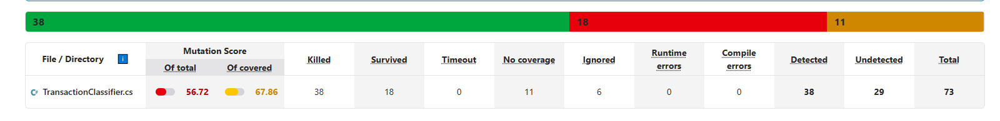 38 18 11
File / Directory i Mutation Score Of total Of covered Killed Survived Timeout No coverage Ignored Runtime errors Compile errors Detected Undetected Total
C# TransactionClassifier.cs 56.72 67.86 38 18 0 11 6 0 0 38 29 73